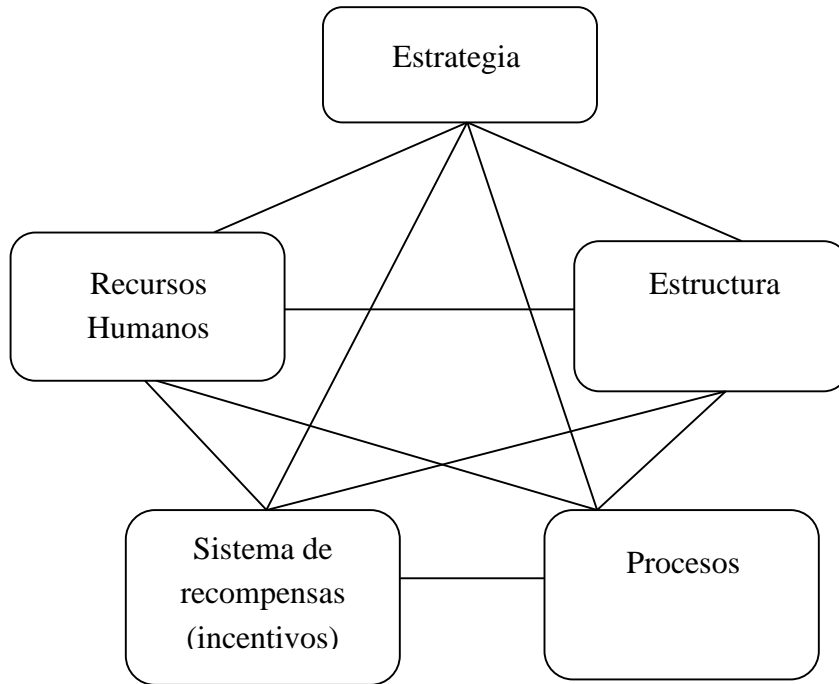 Estrategia
Recursos
Humanos
Estructura
Sistema de
recompensas
(incentivos)
Procesos